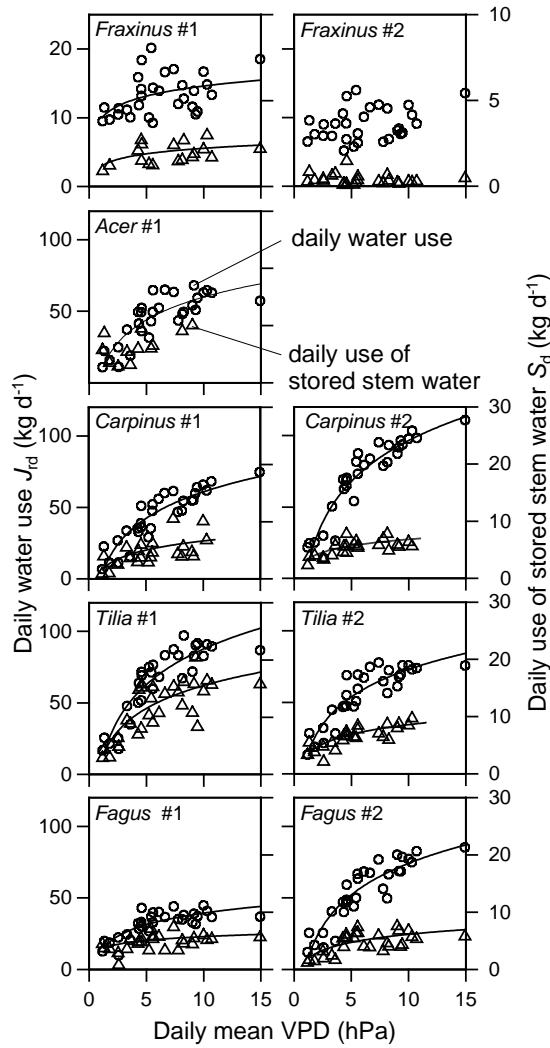 Fraxinus #1
Fraxinus #2
20
10
0
10
5
0
Acer #1
daily water use
daily use of
stored stem water
100
50
0
Carpinus #1
Carpinus #2
100
50
0
30
20
10
0
Tilia #1
Tilia #2
100
50
0
30
20
10
0
Fagus #1
Fagus #2
100
50
0
30
20
10
0
0 5 10 15
0 5 10 15
Daily mean VPD (hPa)
Daily water use Jrd (kg d-1)
Daily use of stored stem water Sd (kg d-1)